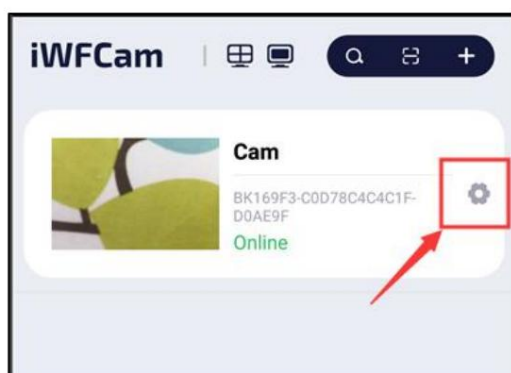 iWFCam
Cam
BK169F3-C0D78C4C4C1F-
D0AE9F
Online